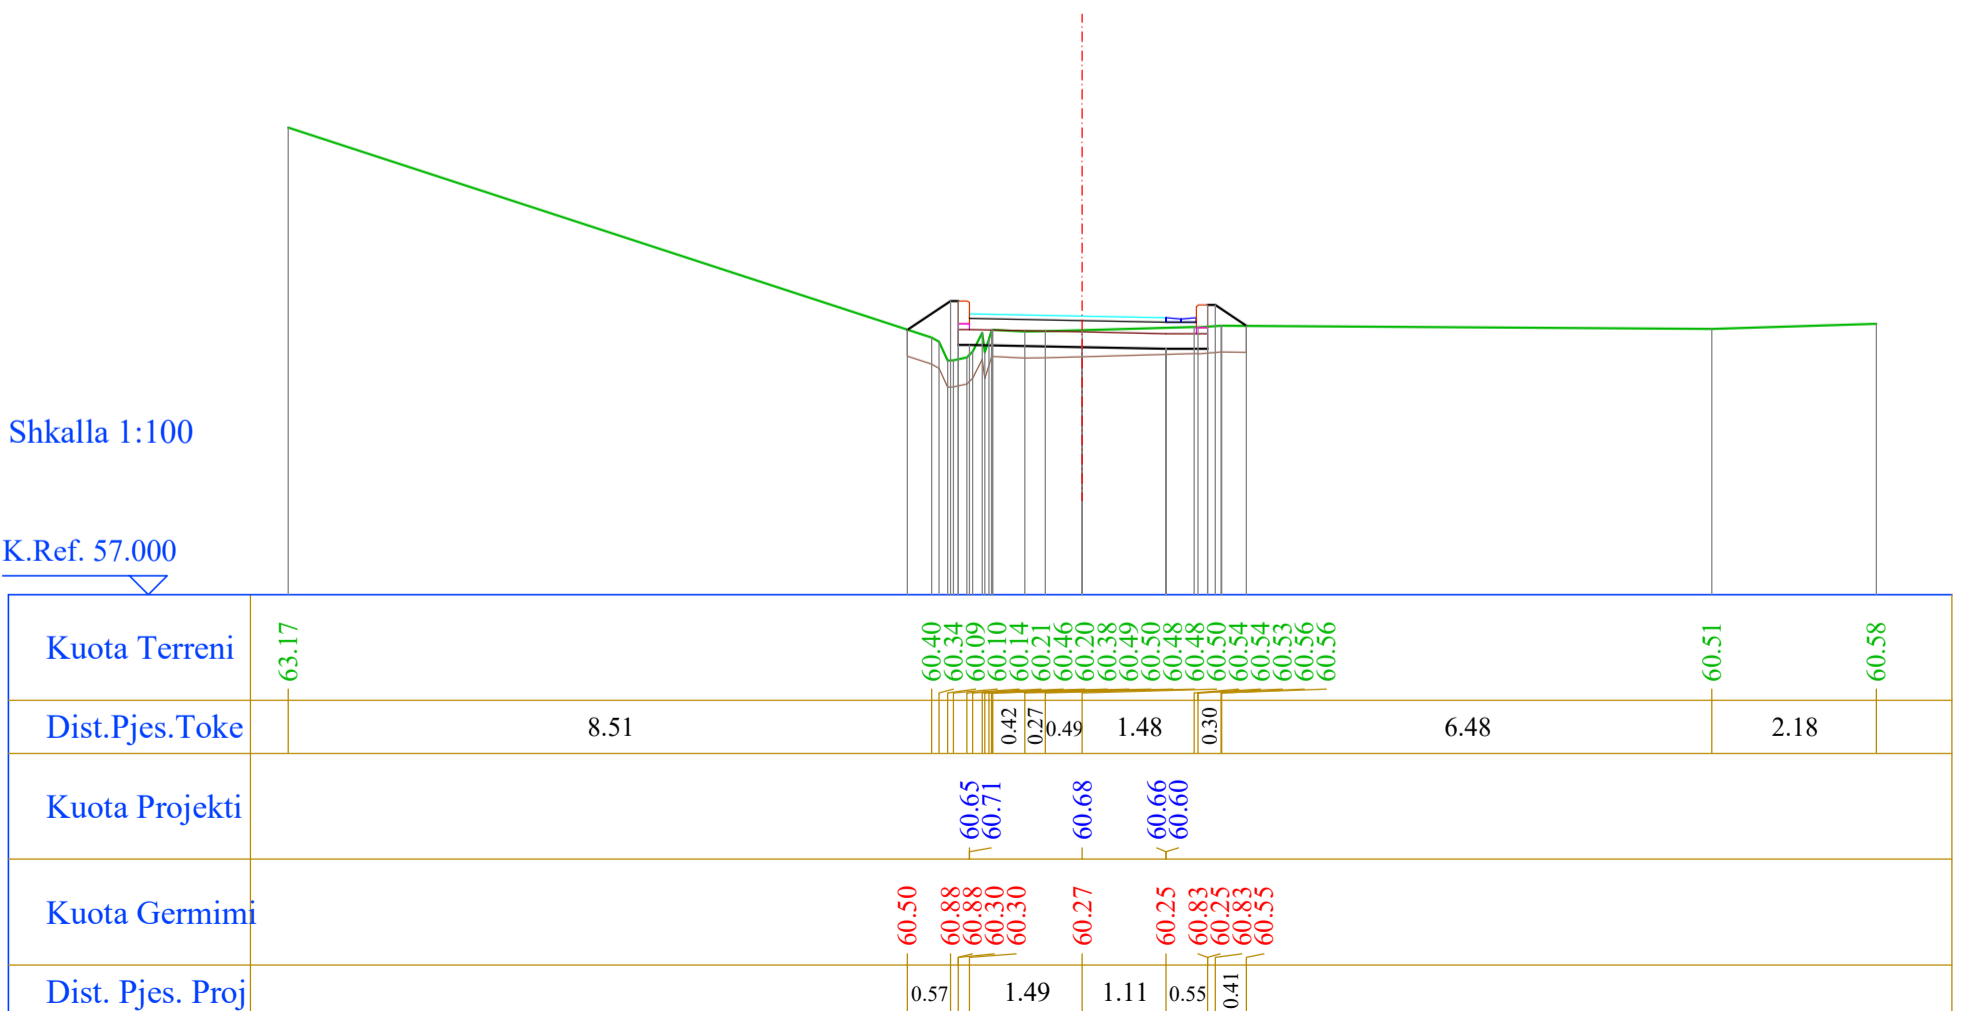 Shkalla 1:100
K.Ref. 57.000
Kuota Terreni 63.17 60.40 60.34 60.09 60.10 60.14 60.21 60.46 60.20 60.38 60.49 60.50 60.48 60.48 60.50 60.54 60.54 60.53 60.56 60.56 60.51 60.58
Dist.Pjes.Toke 8.51 0.42 0.27 0.49 1.48 0.30 6.48 2.18
Kuota Projekti 60.65 60.71 60.68 60.66 60.60
Kuota Germimi 60.50 60.88 60.88 60.30 60.30 60.27 60.25 60.83 60.25 60.83 60.55
Dist. Pjes. Proj 0.57 1.49 1.11 0.55 0.41